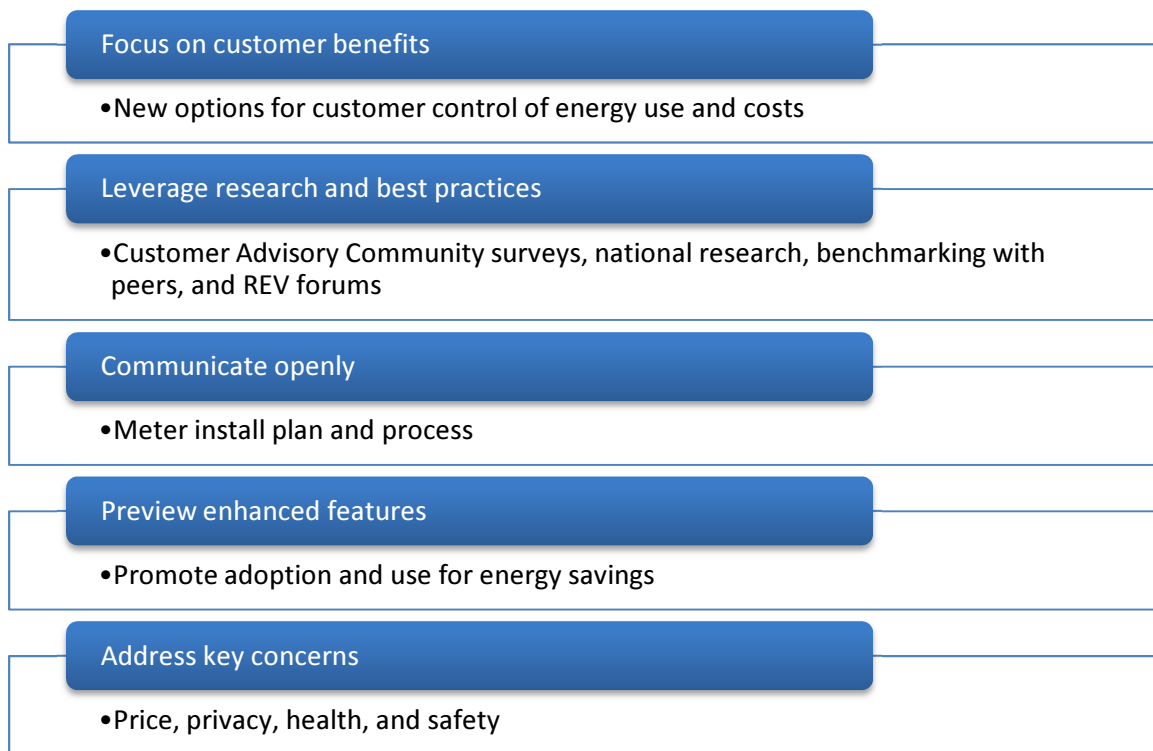 Focus on customer benefits
•New options for customer control of energy use and costs
Leverage research and best practices
•Customer Advisory Community surveys, national research, benchmarking with
peers, and REV forums
Communicate openly
•Meter install plan and process
Preview enhanced features
•Promote adoption and use for energy savings
Address key concerns
•Price, privacy, health, and safety